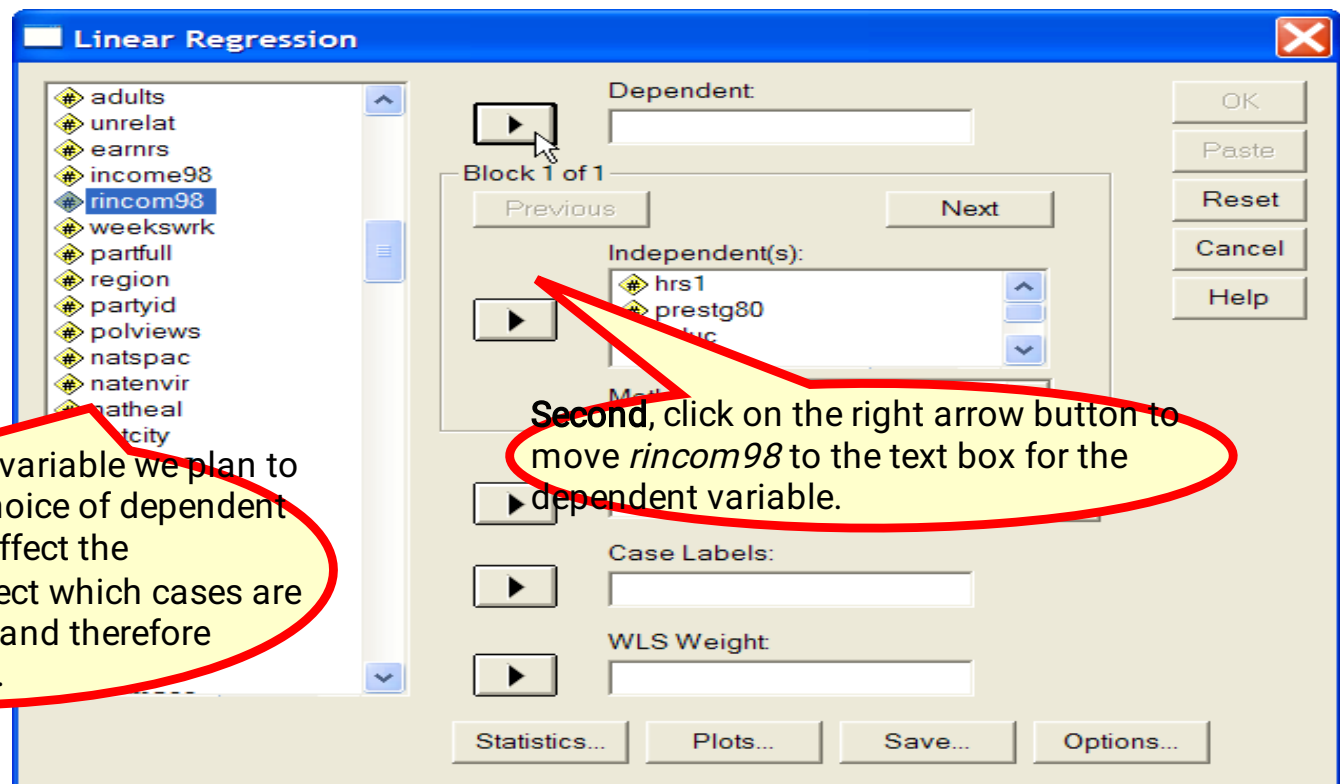 Linear Regression
adults
unrelat
earnrs
income98
rincom98
weekswrk
partfull
region
partyid
polviews
natspac
natenvir
Dependent:
Block 1 of 1
Previous
Next
Independent(s):
hrs1
prestg80
Second, click on the right arrow button to
move rincom98 to the text box for the
dependent variable.
variable we plan to
of dependent
the
which cases are
and therefore
.
Case Labels:
WLS Weight:
Statistics...
Plots...
Save...
Options...
OK
Paste
Reset
Cancel
Help